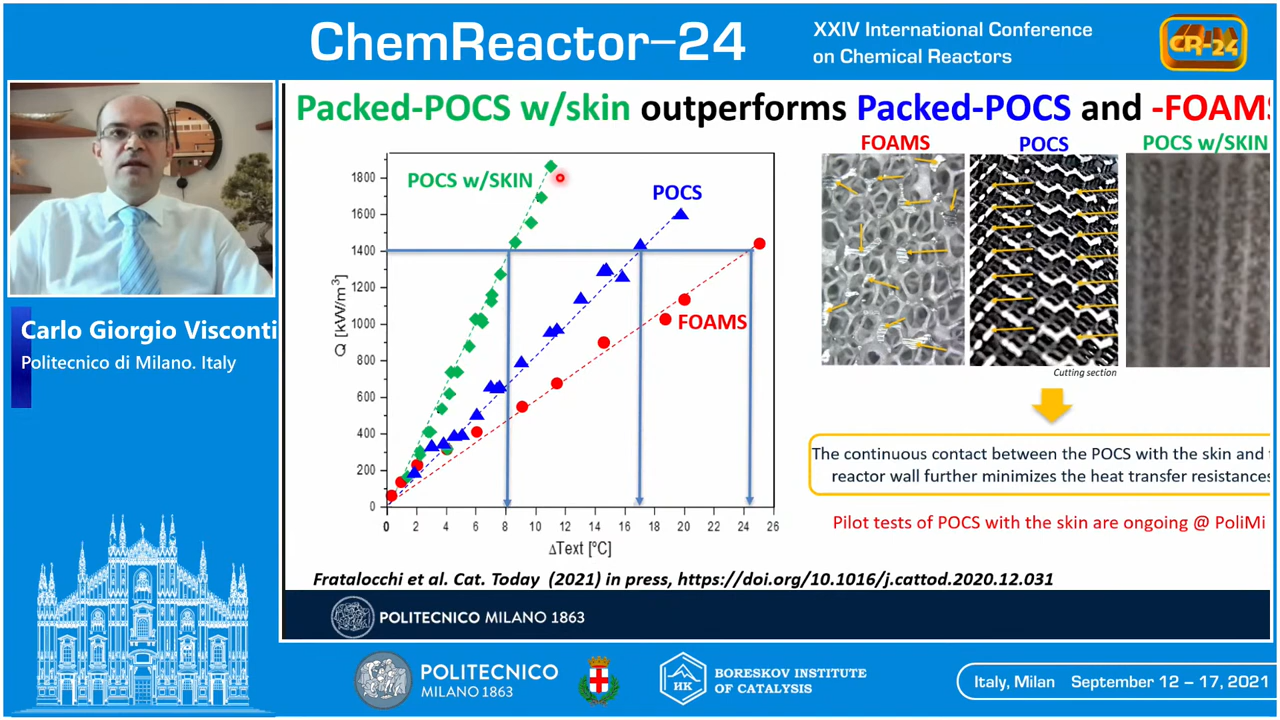 ChemReactor–24
XXIV International Conference
on Chemical Reactors
CR-24
Carlo Giorgio Visconti
Politecnico di Milano. Italy
Packed-POCS w/skin outperforms Packed-POCS and -FOAMS
FOAMS
POCS
POCS w/SKIN
Cutting section
POCS w/SKIN
POCS
FOAMS
Q [kW/m³]
1800
1600
1400
1200
1000
800
600
400
200
0
0 2 4 6 8 10 12 14 16 18 20 22 24 26
ΔText [°C]
The continuous contact between the POCS with the skin and
reactor wall further minimizes the heat transfer resistances
Pilot tests of POCS with the skin are ongoing @ PoliMi
Fratalocchi et al. Cat. Today (2021) in press, https://doi.org/10.1016/j.cattod.2020.12.031
POLITECNICO MILANO 1863
POLITECNICO
MILANO 1863
HK
BORESKOV INSTITUTE
OF CATALYSIS
Italy, Milan September 12 – 17, 2021